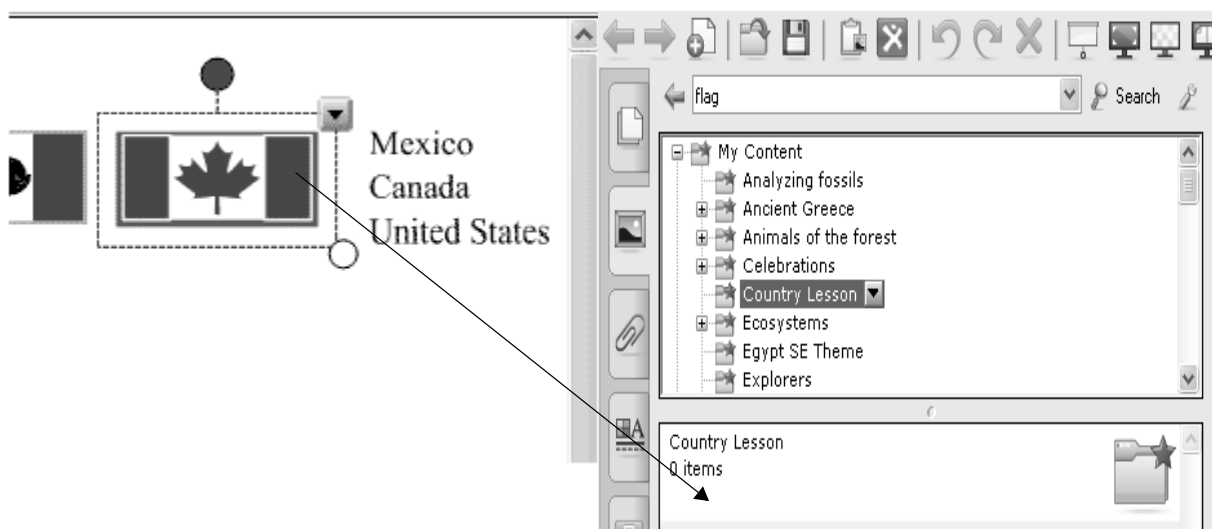 Mexico
Canada
United States
flag
Search
My Content
Analyzing fossils
Ancient Greece
Animals of the forest
Celebrations
Country Lesson
Ecosystems
Egypt SE Theme
Explorers
A
Country Lesson
0 items